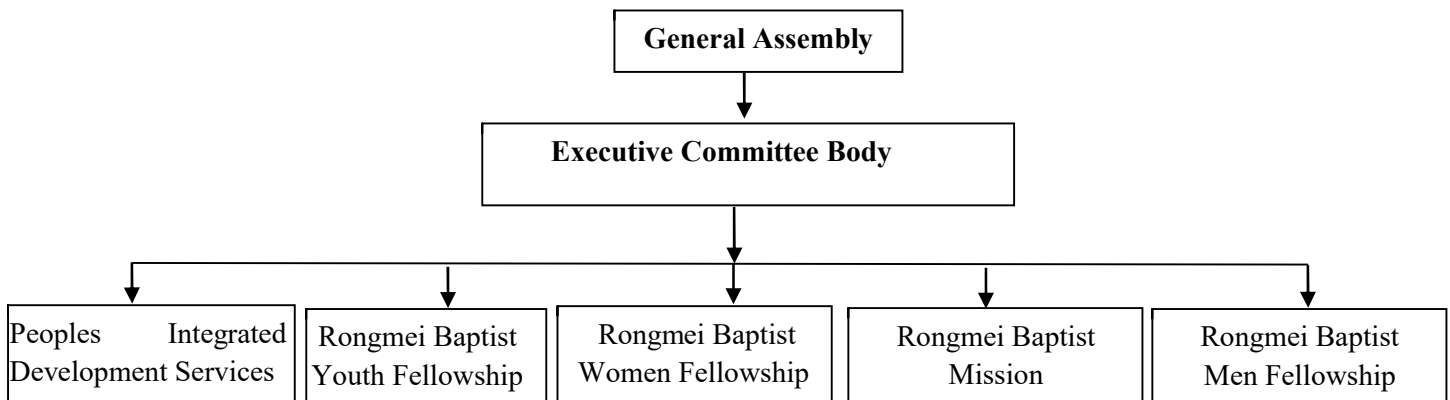 General Assembly
Executive Committee Body
Peoples Integrated
Development Services
Rongmei Baptist
Youth Fellowship
Rongmei Baptist
Women Fellowship
Rongmei Baptist
Mission
Rongmei Baptist
Men Fellowship